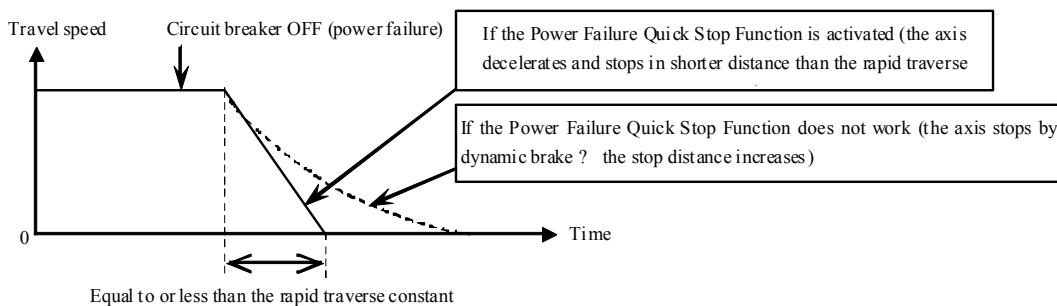 Travel speed
Circuit breaker OFF (power failure)
If the Power Failure Quick Stop Function is activated (the axis
decelerates and stops in shorter distance than the rapid traverse
If the Power Failure Quick Stop Function does not work (the axis stops by
dynamic brake ? the stop distance increases)
0
Time
Equal to or less than the rapid traverse constant